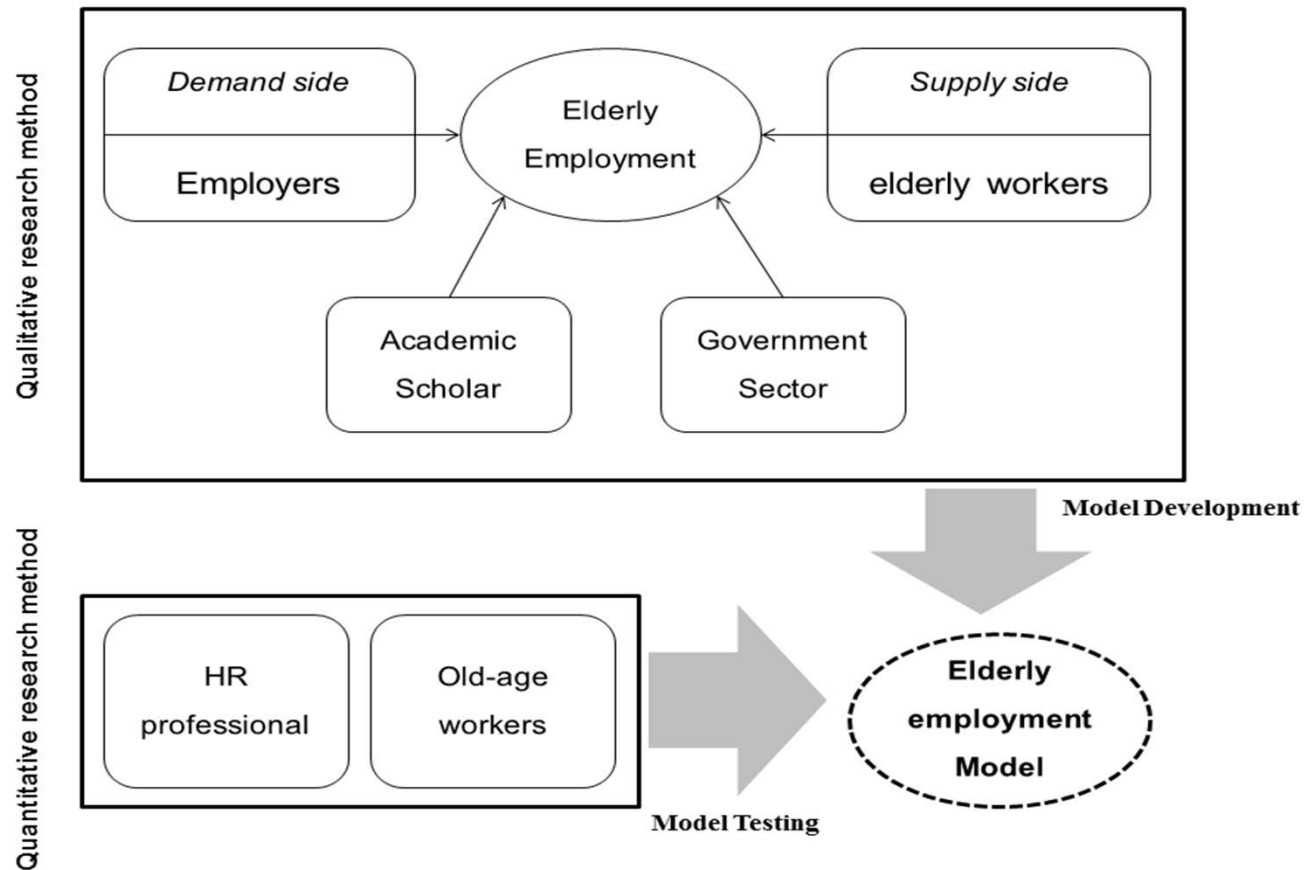 Qualitative research method
Demand side
Employers
Elderly
Employment
Supply side
elderly workers
Academic
Scholar
Government
Sector
Model Development
Quantitative research method
HR
professional
Old-age
workers
Model Testing
Elderly
employment
Model